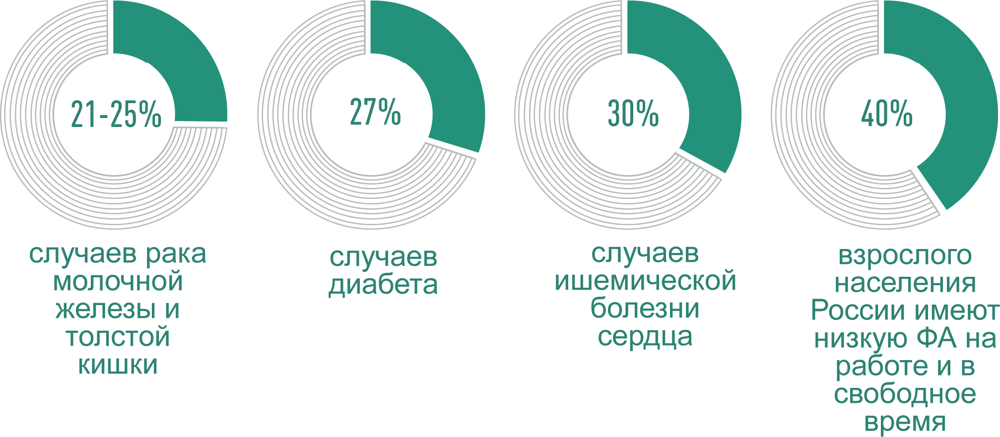 21-25%
случаев рака
молочной
железы и
толстой
кишки
27%
случаев
диабета
30%
случаев
ишемической
болезни
сердца
40%
взрослого
населения
России имеют
низкую ФА на
работе и в
свободное
время